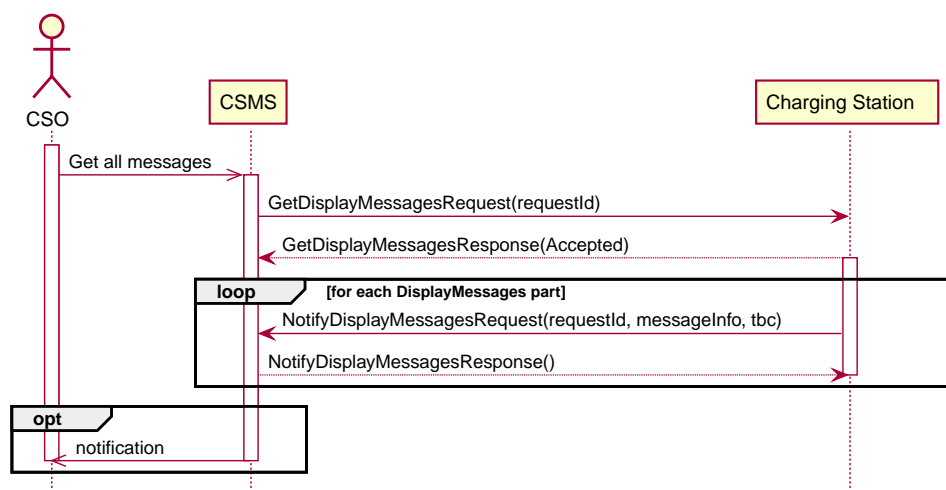 CSO
CSMS
Charging Station
Get all messages
GetDisplayMessagesRequest(requestId)
GetDisplayMessagesResponse(Accepted)
loop
[for each DisplayMessages part]
NotifyDisplayMessagesRequest(requestId, messageInfo, tbc)
NotifyDisplayMessagesResponse()
opt
notification